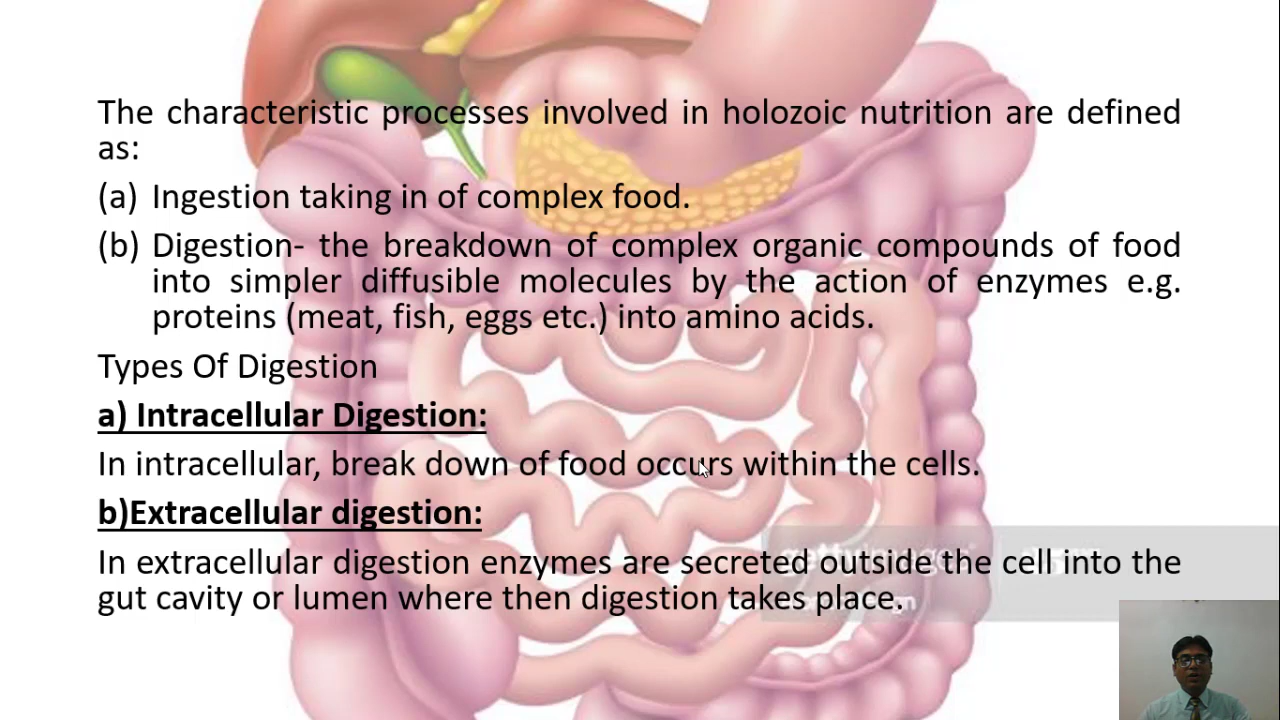 The characteristic processes involved in holozoic nutrition are defined
as:
(a) Ingestion taking in of complex food.
(b) Digestion- the breakdown of complex organic compounds of food
into simpler diffusible molecules by the action of enzymes e.g.
proteins (meat, fish, eggs etc.) into amino acids.
Types Of Digestion
a) Intracellular Digestion:
In intracellular, break down of food occurs within the cells.
b)Extracellular digestion:
In extracellular digestion enzymes are secreted outside the cell into the
gut cavity or lumen where then digestion takes place.